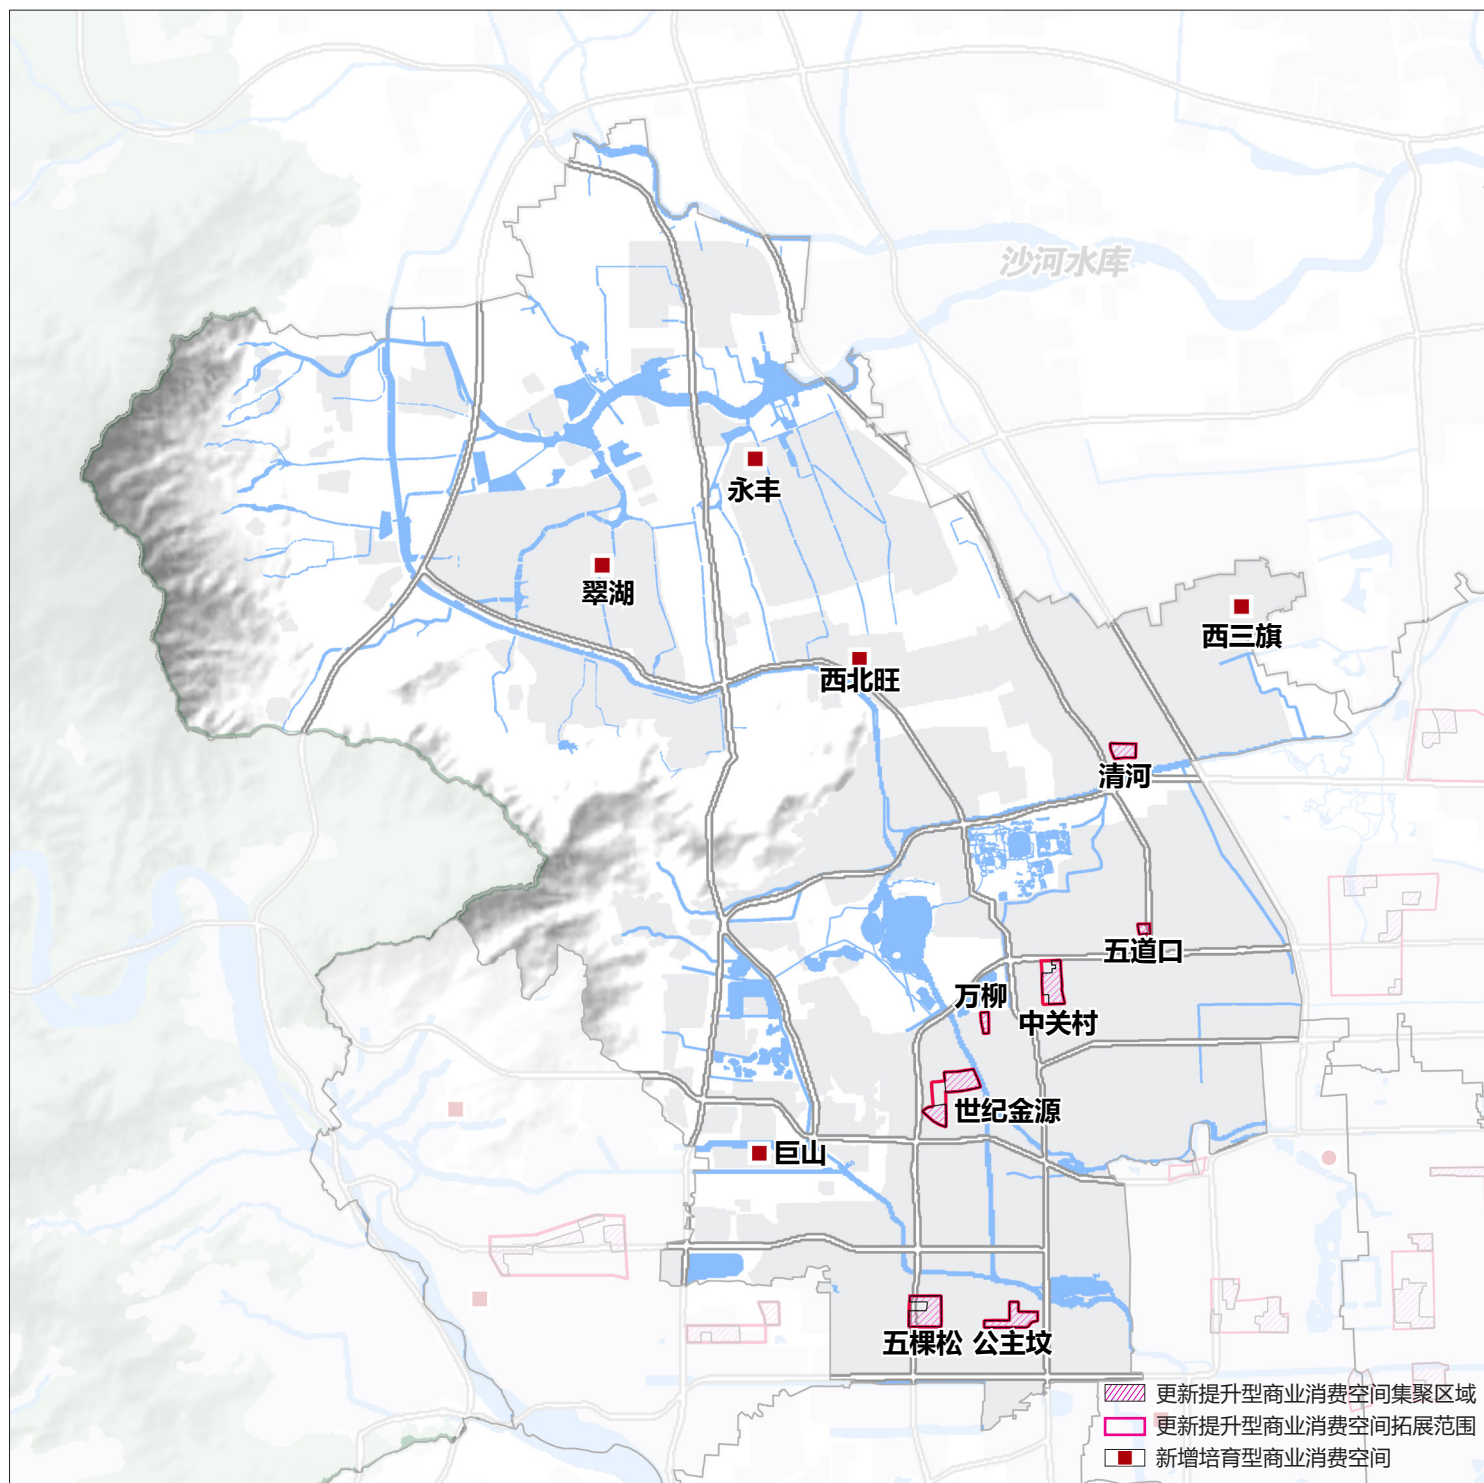 沙河水库
永丰
翠湖
西三旗
西北旺
清河
五道口
万柳
中关村
世纪金源
巨山
五棵松
公主坟
更新提升型商业消费空间集聚区域
更新提升型商业消费空间拓展范围
新增培育型商业消费空间